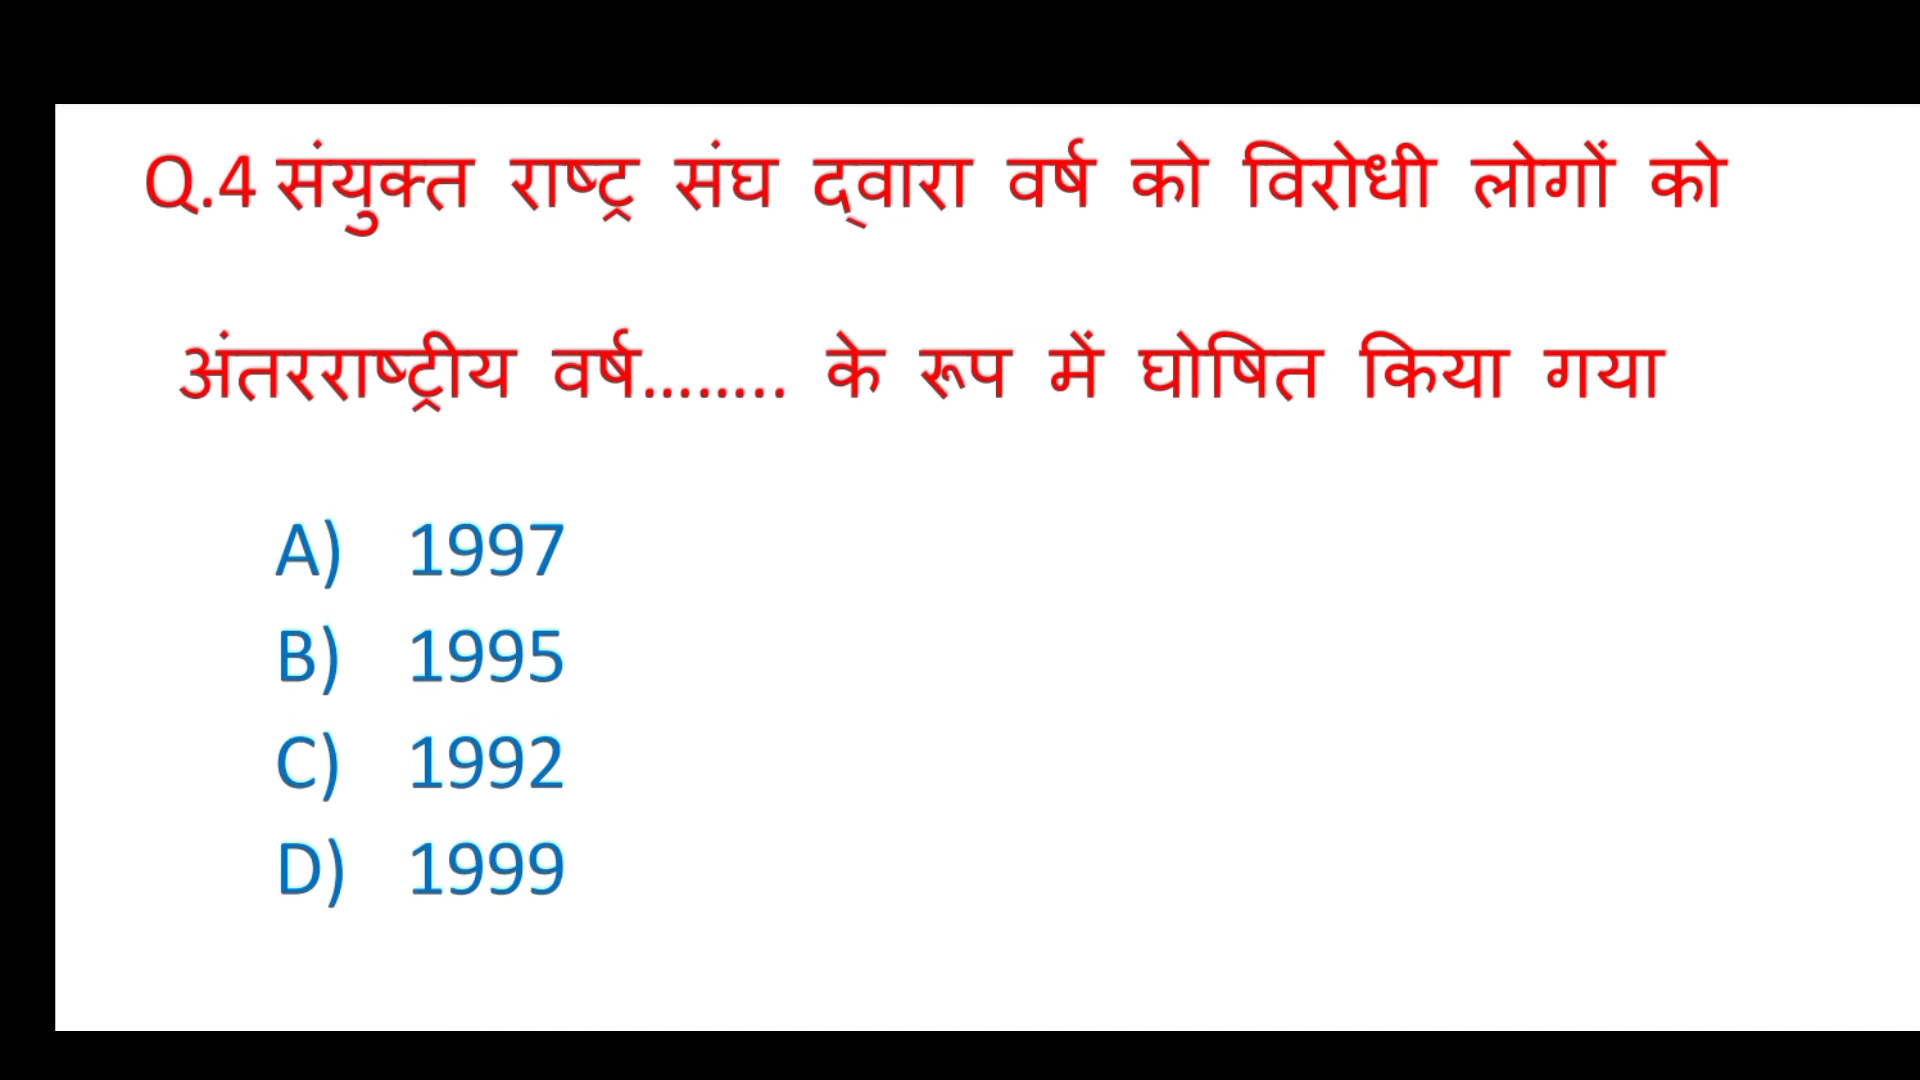 Q.4 संयुक्त राष्ट्र संघ द्वारा वर्ष को विरोधी लोगों को
अंतरराष्ट्रीय वर्ष........ के रूप में घोषित किया गया
A) 1997
B) 1995
C) 1992
D) 1999